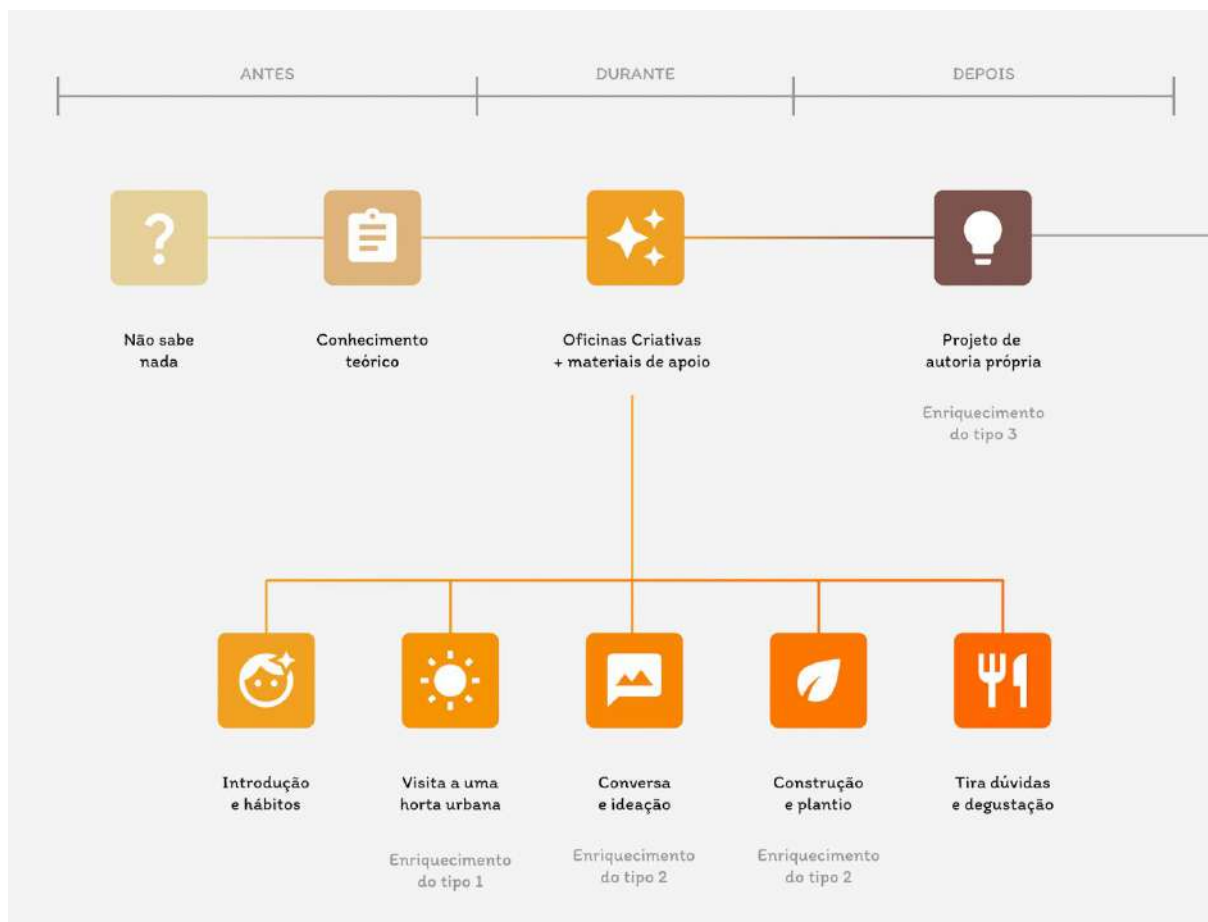 ANTES
DURANTE
DEPOIS
Não sabe
nada
Conhecimento
teórico
Oficinas Criativas
+ materiais de apoio
Projeto de
autoria própria
Enriquecimento
do tipo 3
Introdução
e hábitos
Visita a uma
horta urbana
Enriquecimento
do tipo 1
Conversa
e ideação
Enriquecimento
do tipo 2
Construção
e plantio
Enriquecimento
do tipo 2
Tira dúvidas
e degustação